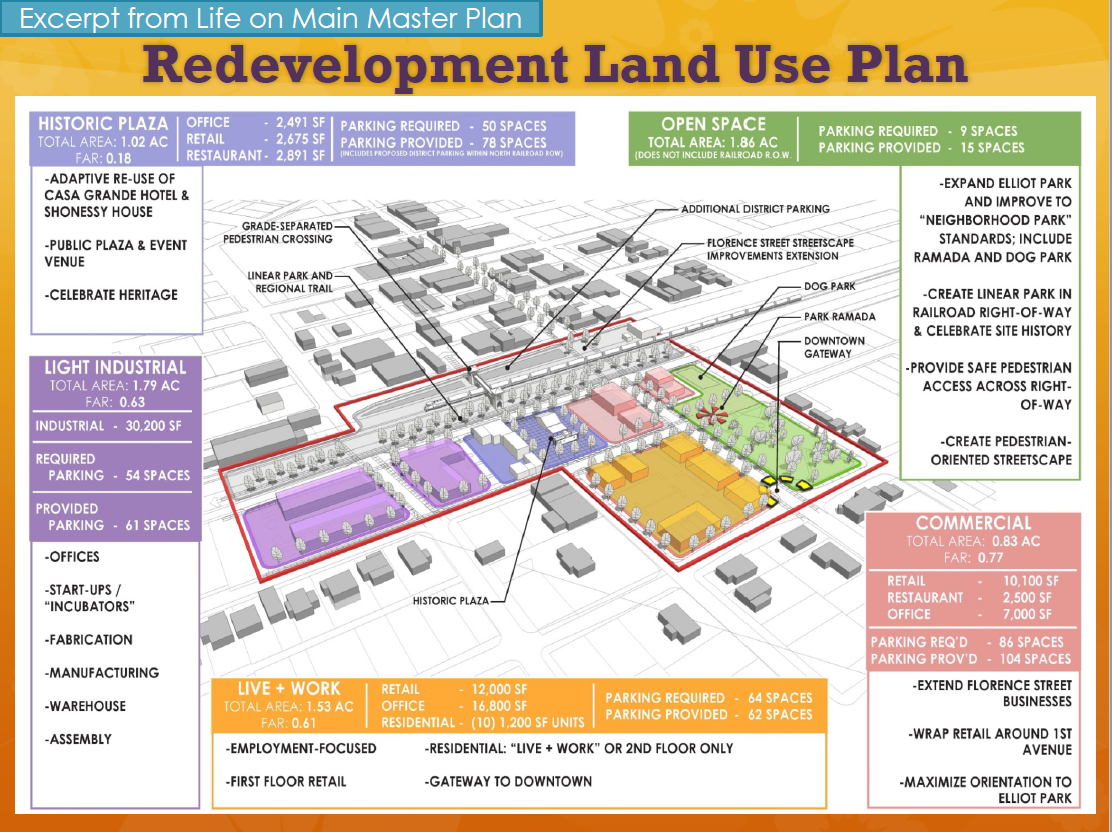 Excerpt from Life on Main Master Plan
Redevelopment Land Use Plan
HISTORIC PLAZA
TOTAL AREA: 1.02 AC
FAR: 0.18
OFFICE - 2,491 SF
RETAIL - 2,675 SF
RESTAURANT - 2,891 SF
PARKING REQUIRED - 50 SPACES
PARKING PROVIDED - 78 SPACES
(INCLUDES PROPOSED DISTRICT PARKING WITHIN NORTH RAILROAD ROW)
-ADAPTIVE RE-USE OF
CASA GRANDE HOTEL &
SHONESSY HOUSE
-PUBLIC PLAZA & EVENT
VENUE
-CELEBRATE HERITAGE
OPEN SPACE
TOTAL AREA: 1.86 AC
(DOES NOT INCLUDE RAILROAD R.O.W.
PARKING REQUIRED - 9 SPACES
PARKING PROVIDED - 15 SPACES
-EXPAND ELLIOT PARK
AND IMPROVE TO
“NEIGHBORHOOD PARK”
STANDARDS; INCLUDE
RAMADA AND DOG PARK
-CREATE LINEAR PARK IN
RAILROAD RIGHT-OF-WAY
& CELEBRATE SITE HISTORY
-PROVIDE SAFE PEDESTRIAN
ACCESS ACROSS RIGHT-
OF-WAY
-CREATE PEDESTRIAN-
ORIENTED STREETSCAPE
GRADE-SEPARATED
PEDESTRIAN CROSSING
LINEAR PARK AND
REGIONAL TRAIL
ADDITIONAL DISTRICT PARKING
FLORENCE STREET STREETSCAPE
IMPROVEMENTS EXTENSION
DOG PARK
PARK RAMADA
DOWNTOWN
GATEWAY
HISTORIC PLAZA
LIGHT INDUSTRIAL
TOTAL AREA: 1.79 AC
FAR: 0.63
INDUSTRIAL - 30,200 SF
REQUIRED
PARKING - 54 SPACES
PROVIDED
PARKING - 61 SPACES
-OFFICES
-START-UPS /
“INCUBATORS”
-FABRICATION
-MANUFACTURING
-WAREHOUSE
-ASSEMBLY
LIVE + WORK
TOTAL AREA: 1.53 AC
FAR: 0.61
RETAIL - 12,000 SF
OFFICE - 16,800 SF
RESIDENTIAL - (10) 1,200 SF UNITS
PARKING REQUIRED - 64 SPACES
PARKING PROVIDED - 62 SPACES
-EMPLOYMENT-FOCUSED
-FIRST FLOOR RETAIL
-RESIDENTIAL: “LIVE + WORK” OR 2ND FLOOR ONLY
-GATEWAY TO DOWNTOWN
COMMERCIAL
TOTAL AREA: 0.83 AC
FAR: 0.77
RETAIL - 10,100 SF
RESTAURANT - 2,500 SF
OFFICE - 7,000 SF
PARKING REQ'D - 86 SPACES
PARKING PROV'D - 104 SPACES
-EXTEND FLORENCE STREET
BUSINESSES
-WRAP RETAIL AROUND 1ST
AVENUE
-MAXIMIZE ORIENTATION TO
ELLIOT PARK